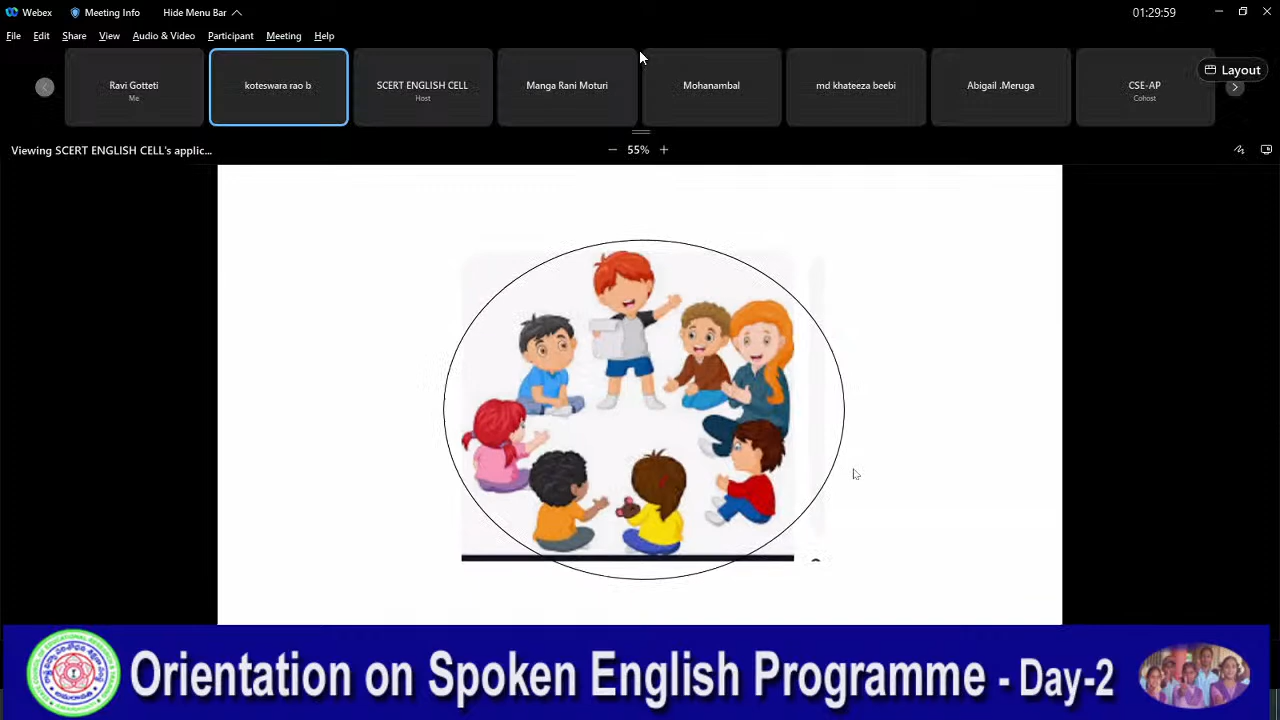 Webex
Meeting Info
Hide Menu Bar
01:29:59
File Edit Share View Audio & Video Participant Meeting Help
Ravi Gotteti
Me
koteswara rao b
SCERT ENGLISH CELL
Host
Manga Rani Moturi
Mohanambal
md khateeza beebi
Abigail .Meruga
CSE-AP
Cohost
Layout
Viewing SCERT ENGLISH CELL's applic...
55%
Orientation on Spoken English Programme - Day-2